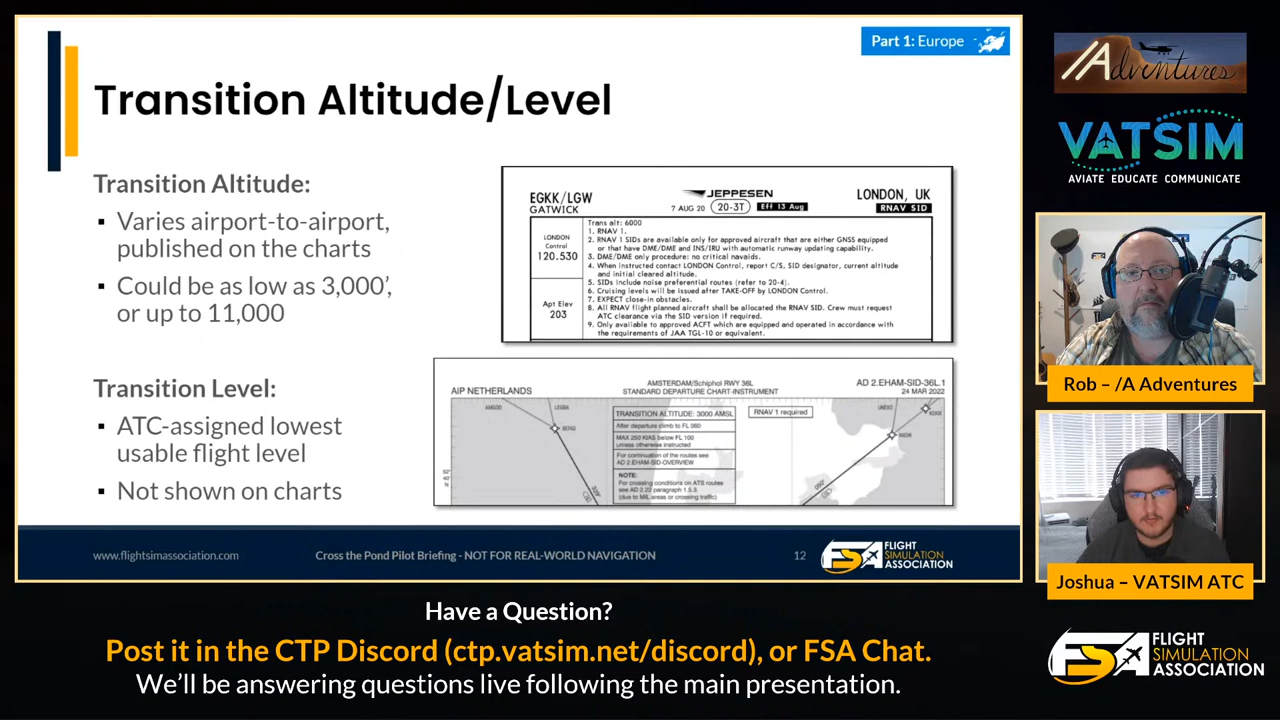 Part 1: Europe
Transition Altitude/Level
Transition Altitude:
▪ Varies airport-to-airport,
published on the charts
▪ Could be as low as 3,000’,
or up to 11,000
Transition Level:
▪ ATC-assigned lowest
usable flight level
▪ Not shown on charts
EGKK/LGW
GATWICK
JEPPESEN
7 AUG 20 20-3T Eff 13 Aug
LONDON, UK
RNAV SID
LONDON
Control
120.530
Apt Elev
203
Trans alt: 6000
1. RNAV 1.
2. RNAV 1 SIDs are available only for approved aircraft that are either GNSS equipped
or that have DME/DME and INS/IRU with automatic runway updating capability.
3. DME/DME only procedure: no critical navaids.
4. When instructed contact LONDON Control, report C/S, SID designator, current altitude
and initial cleared altitude.
5. SIDs include noise preferential routes (refer to 20-4).
6. Cruising levels will be issued after TAKE-OFF by LONDON Control.
7. EXPECT close-in obstacles.
8. All RNAV flight planned aircraft shall be allocated the RNAV SID. Crew must request
ATC clearance via the SID version if required.
9. Only available to approved ACFT which are equipped and operated in accordance with
the requirements of JAA TGL-10 or equivalent.
AIP NETHERLANDS
AMSTERDAM/Schiphol RWY 36L
STANDARD DEPARTURE CHART-INSTRUMENT
AD 2.EHAM-SID-36L.1
24 MAR 2022
TRANSITION ALTITUDE: 3000 AMSL
After departure climb to FL 060
MAX 250 KIAS below FL 100
unless otherwise instructed
For continuation of the routes see
AD 2.EHAM-SID-OVERVIEW
NOTE:
For crossing conditions on ATS routes
see AD 2.22 paragraph 1.5.3.
(due to MIL areas or crossing traffic)
RNAV 1 required
www.flightsimassociation.com
Cross the Pond Pilot Briefing - NOT FOR REAL-WORLD NAVIGATION
12
FSA FLIGHT
SIMULATION
ASSOCIATION
/Adventures
VATSIM
AVIATE EDUCATE COMMUNICATE
Rob – /A Adventures
Joshua – VATSIM ATC
Have a Question?
Post it in the CTP Discord (ctp.vatsim.net/discord), or FSA Chat.
We’ll be answering questions live following the main presentation.
FSA FLIGHT
SIMULATION
ASSOCIATION